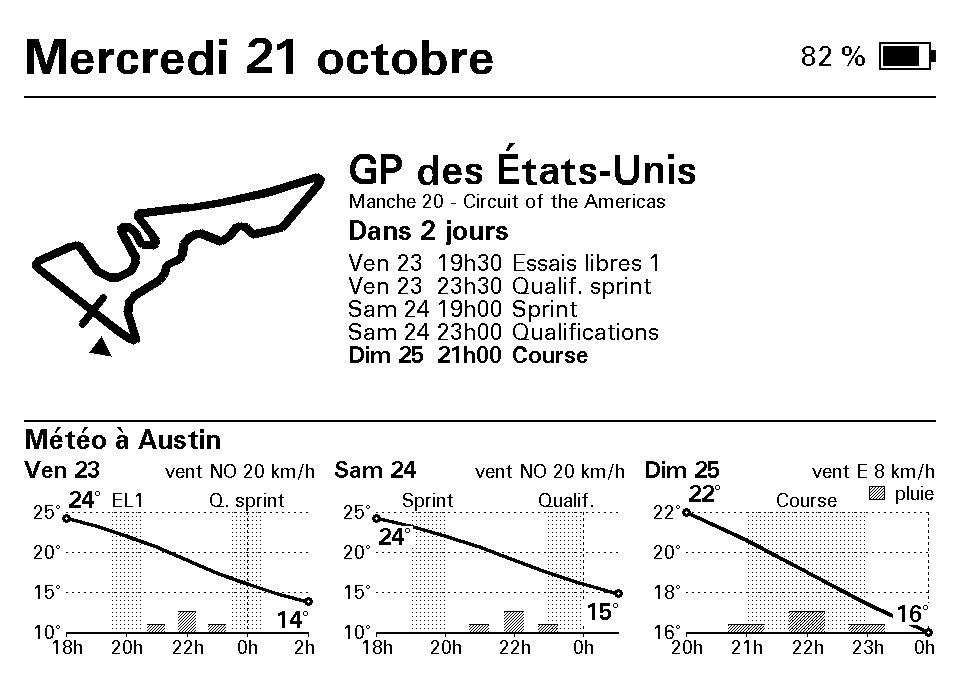 Mercredi 21 octobre
82 %
GP des États-Unis
Manche 20 - Circuit of the Americas
Dans 2 jours
Ven 23 19h30 Essais libres 1
Ven 23 23h30 Qualif. sprint
Sam 24 19h00 Sprint
Sam 24 23h00 Qualifications
Dim 25 21h00 Course
Météo à Austin
Ven 23 vent NO 20 km/h
24° EL1 Q. sprint
25°
20°
15°
14°
10°
18h 20h 22h 0h 2h
Sam 24 vent NO 20 km/h
Sprint Qualif.
25°
24°
20°
15°
15°
10°
18h 20h 22h 0h
Dim 25 vent E 8 km/h
22° Course pluie
22°
20°
18°
16°
16°
20h 21h 22h 23h 0h